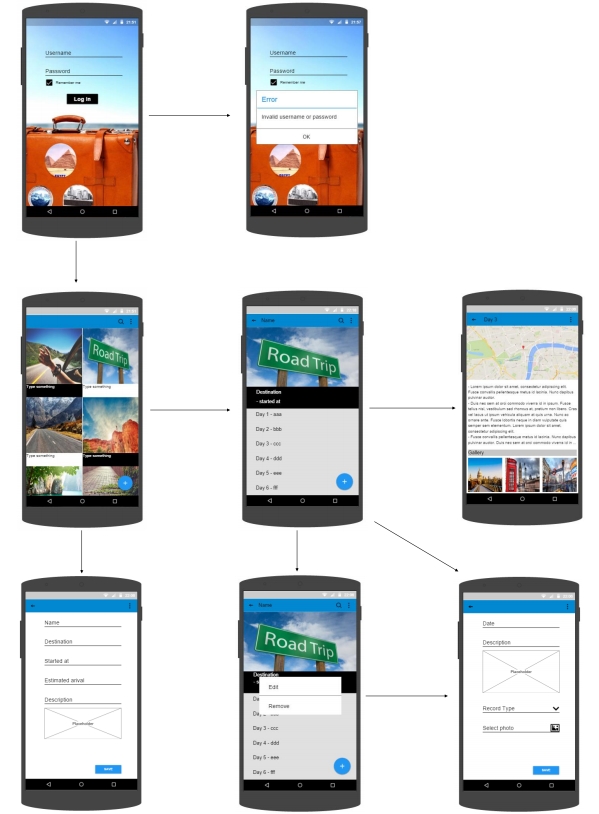 21:01
Username
Password
Remember me
Log in
Username
Password
Remember me
Error
Invalid username or password
OK
Road Trip
Type something
Type something
Type something
Name
Road Trip
Destination
- started at
Day 1 - aaa
Day 2 - bbb
Day 3 - ccc
Day 4 - ddd
Day 5 - eee
Day 6 - fff
Day 3
- Lorem ipsum dolor sit amet, consectetur adipiscing elit.
Fusce convallis pellentesque metus id lacinia. Nunc dapibus
pulvinar auctor.
- Duis nec sem at orci commodo viverra id in ipsum. Fusce
tellus nisl, vestibulum sed rhoncus at, pretium non libero. Cras
vel lacus ut ipsum vehicula aliquam at quis urna. Nunc ac
ornare ante. Fusce lobortis neque in diam vulputate quis
semper sem elementum. Lorem ipsum dolor sit amet,
consectetur adipiscing elit.
- Fusce convallis pellentesque metus id lacinia. Nunc dapibus
pulvinar auctor. Duis nec sem at orci commodo viverra id in ..
Gallery
Name
Destination
Started at
Estimated arival
Description
Placeholder
SAVE
Name
Road Trip
Destination
Edit
Remove
Day 3 - ccc
Day 4 - ddd
Day 5 - eee
Day 6 - fff
Date
Description
Placeholder
Record Type
Select photo
SAVE